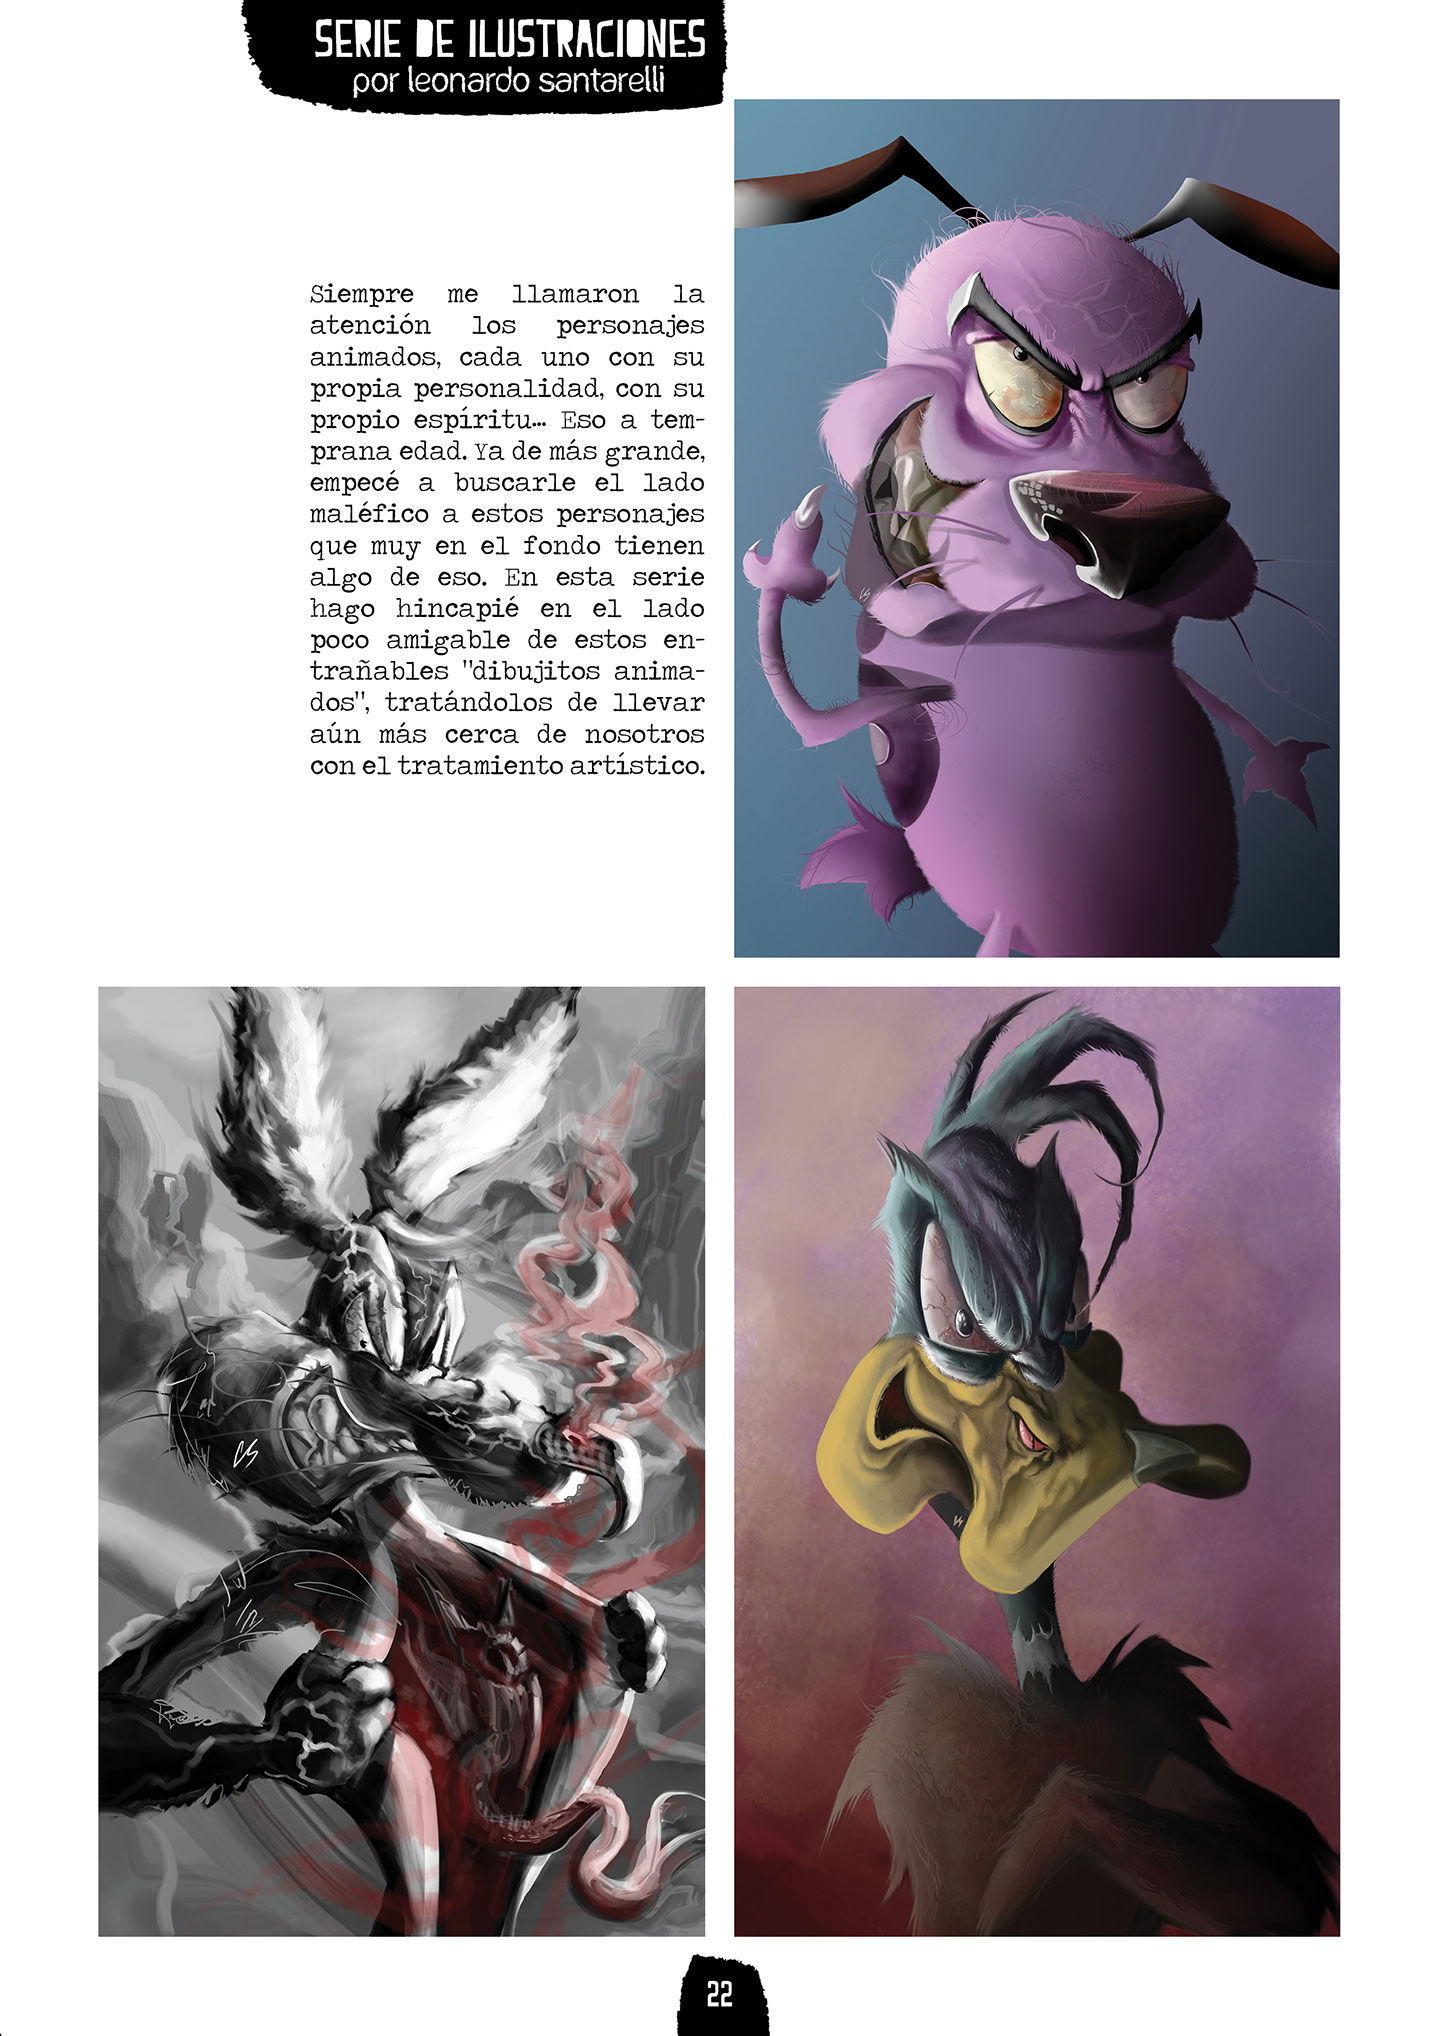 SERIE DE ILUSTRACIONES
por leonardo santarelli
Siempre me llamaron la
atención los personajes
animados, cada uno con su
propia personalidad, con su
propio espíritu... Eso a tem-
prana edad. Ya de más grande,
empecé a buscarle el lado
maléfico a estos personajes
que muy en el fondo tienen
algo de eso. En esta serie
hago hincapié en el lado
poco amigable de estos en-
trañables "dibujitos anima-
dos", tratándolos de llevar
aún más cerca de nosotros
con el tratamiento artístico.
22